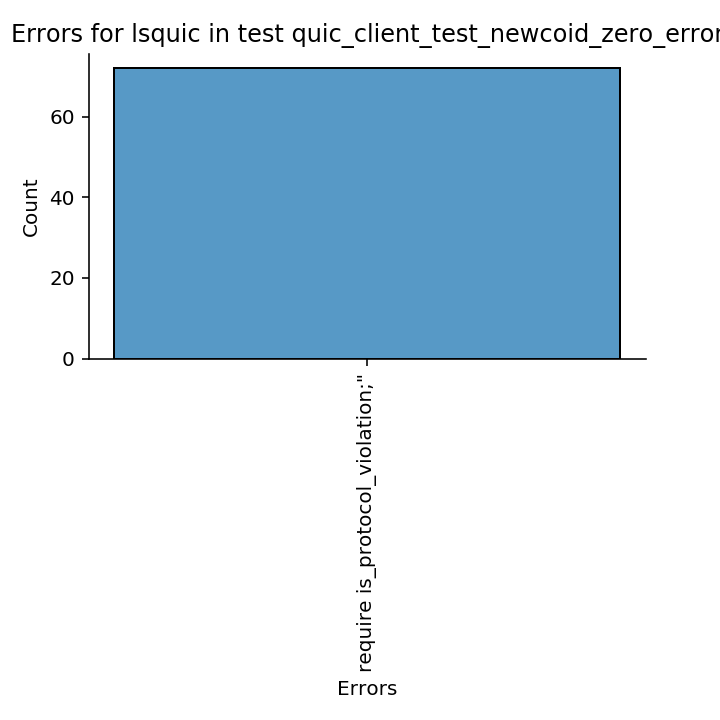 Errors for lsquic in test quic_client_test_newcoid_zero_error
Count
60
40
20
0
require is_protocol_violation;"
Errors